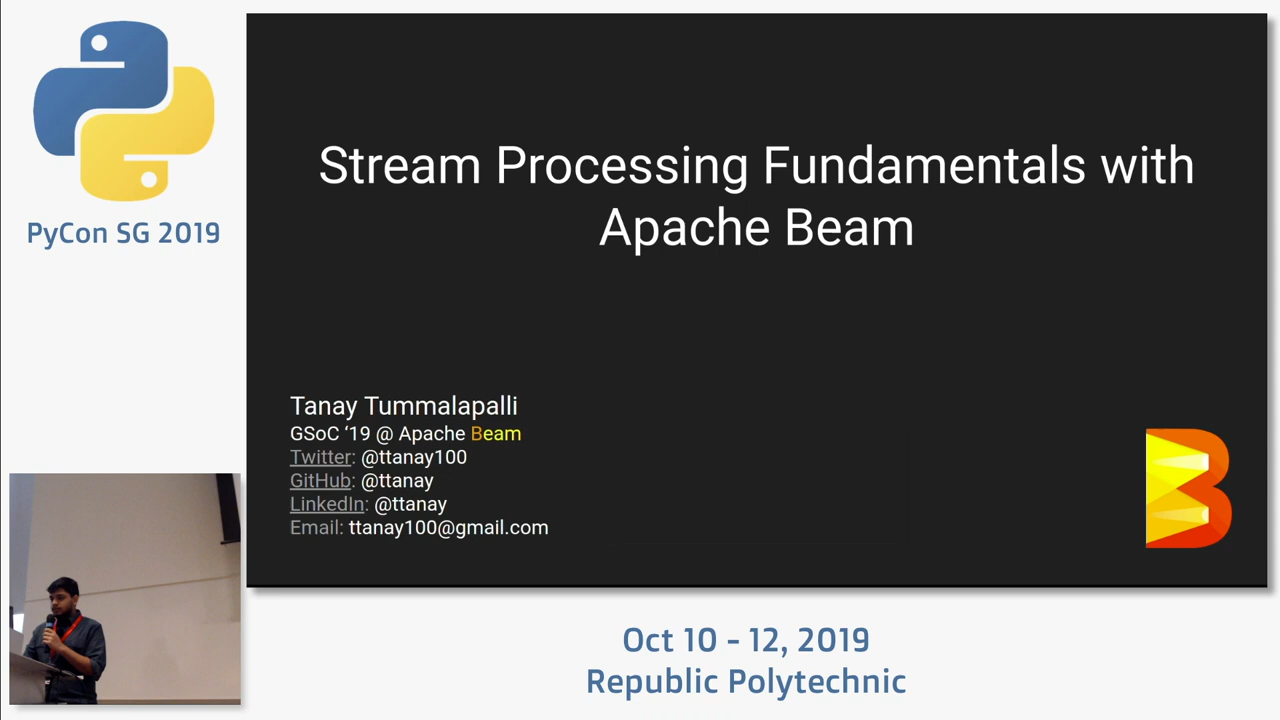 PyCon SG 2019
Stream Processing Fundamentals with
Apache Beam
Tanay Tummalapalli
GSoC ‘19 @ Apache Beam
Twitter: @ttanay100
GitHub: @ttanay
LinkedIn: @ttanay
Email: ttanay100@gmail.com
Oct 10 - 12, 2019
Republic Polytechnic